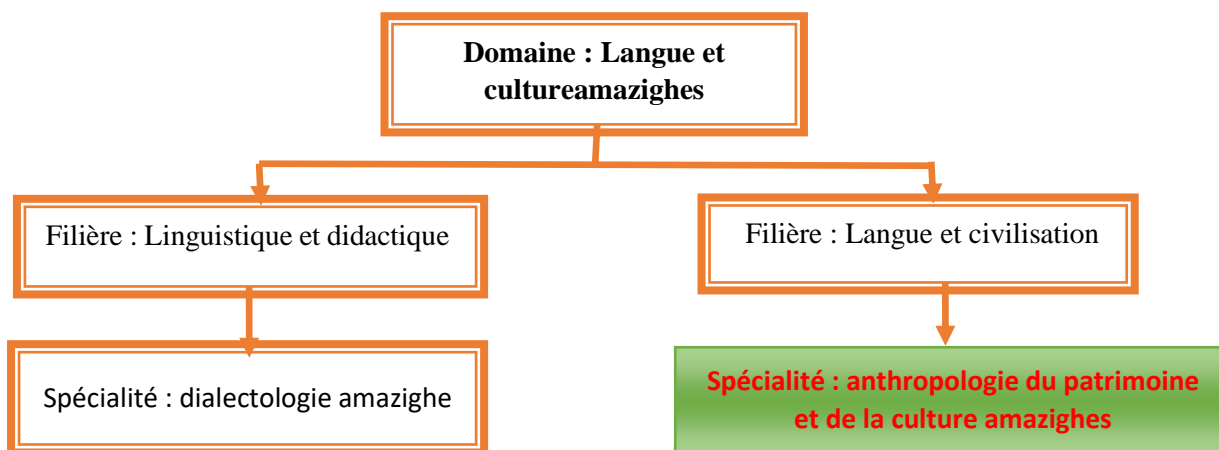 Domaine : Langue et
cultureamazighes
Filière : Linguistique et didactique
Filière : Langue et civilisation
Spécialité : dialectologie amazighe
Spécialité : anthropologie du patrimoine
et de la culture amazighes